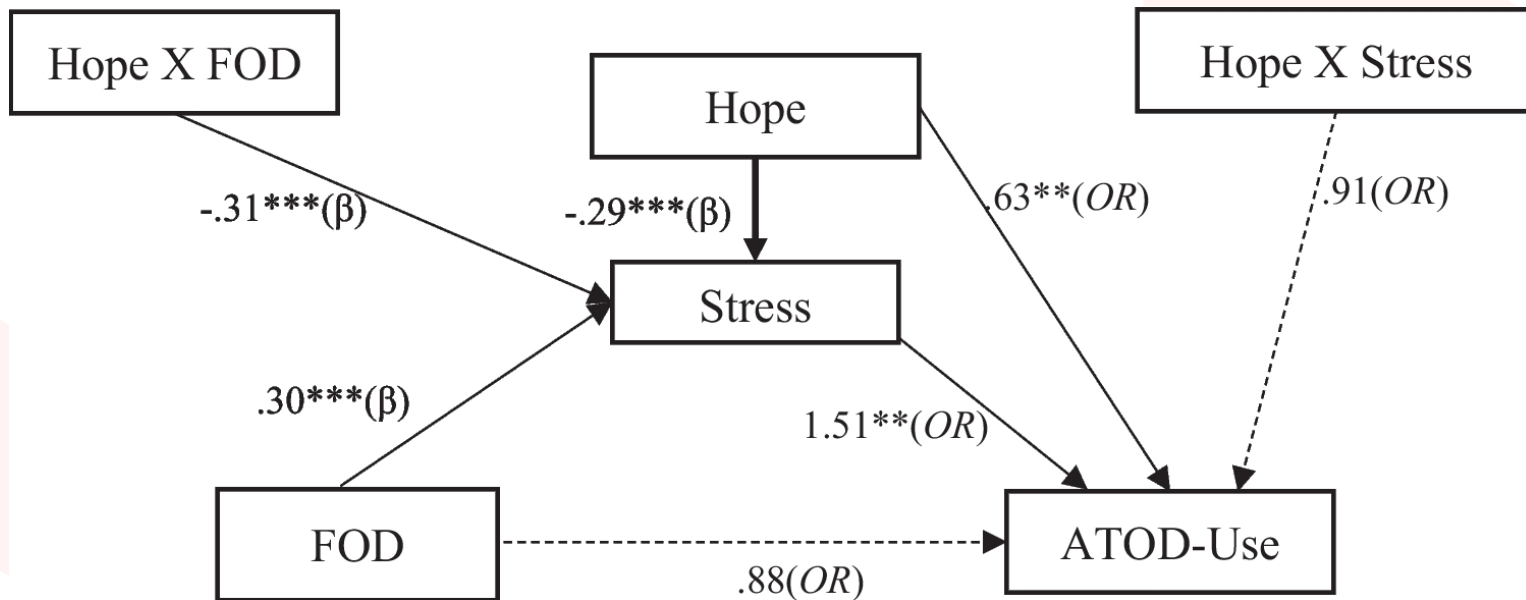 Hope X FOD
Hope
Hope X Stress
-.31***(β)
-.29***(β)
.63**(OR)
.91(OR)
Stress
.30***(β)
1.51**(OR)
FOD
ATOD-Use
.88(OR)